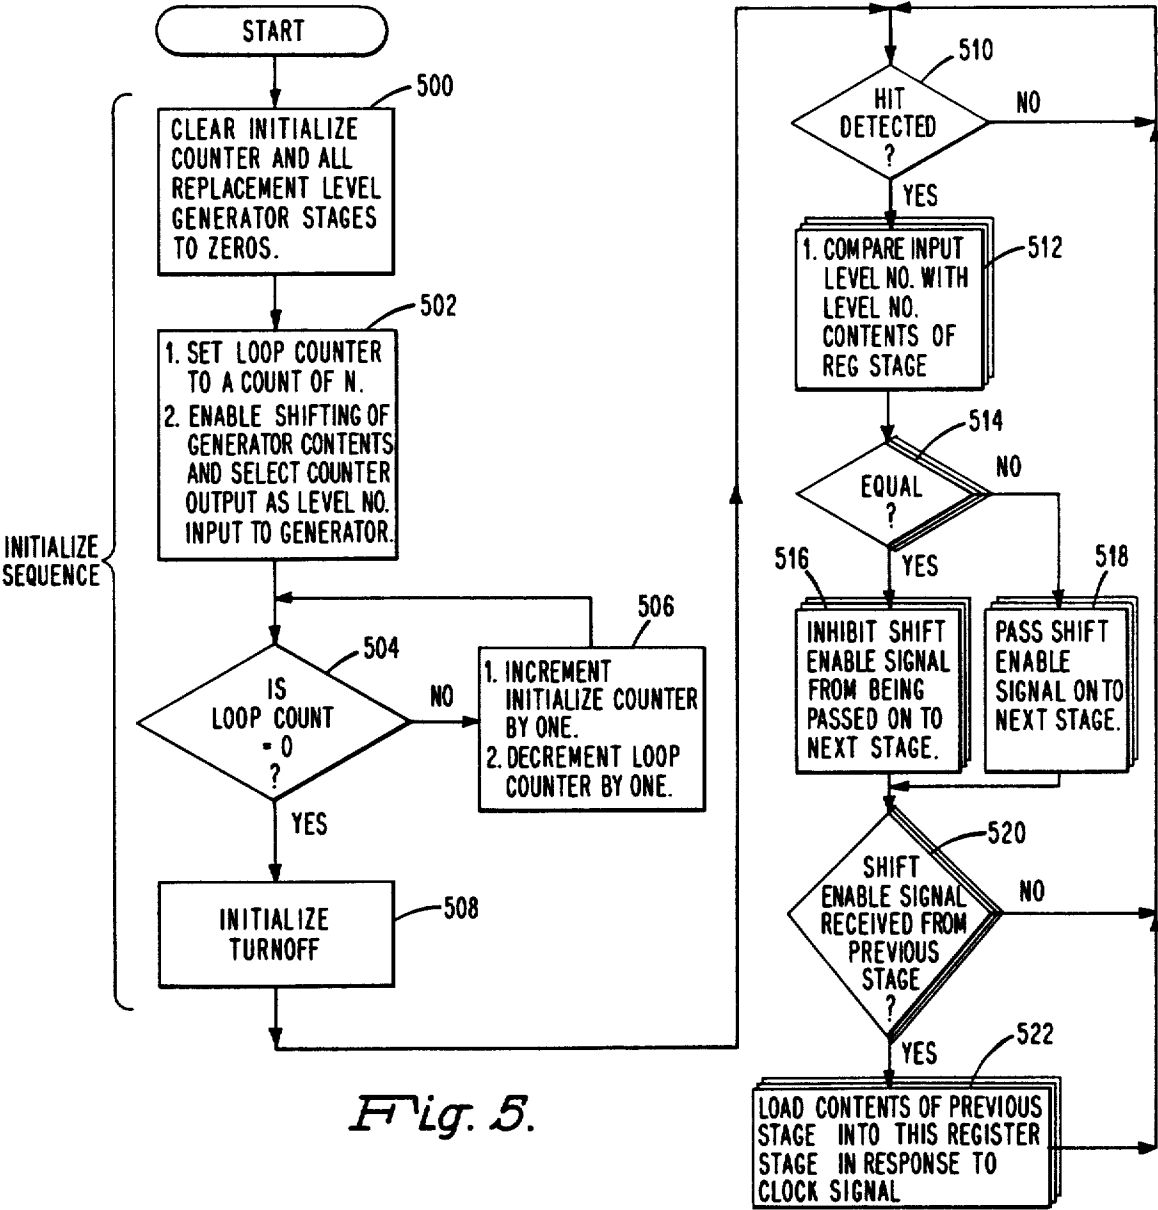 START
500
CLEAR INITIALIZE
COUNTER AND ALL
REPLACEMENT LEVEL
GENERATOR STAGES
TO ZEROS.
502
1. SET LOOP COUNTER
TO A COUNT OF N.
2. ENABLE SHIFTING OF
GENERATOR CONTENTS
AND SELECT COUNTER
OUTPUT AS LEVEL NO.
INPUT TO GENERATOR.
INITIALIZE
SEQUENCE
504
IS
LOOP COUNT
= 0
?
NO
YES
506
1. INCREMENT
INITIALIZE COUNTER
BY ONE.
2. DECREMENT LOOP
COUNTER BY ONE.
508
INITIALIZE
TURNOFF
510
HIT
DETECTED
?
NO
YES
512
1. COMPARE INPUT
LEVEL NO. WITH
LEVEL NO.
CONTENTS OF
REG STAGE
514
EQUAL
?
NO
YES
516
INHIBIT SHIFT
ENABLE SIGNAL
FROM BEING
PASSED ON TO
NEXT STAGE.
518
PASS SHIFT
ENABLE
SIGNAL ON TO
NEXT STAGE.
520
SHIFT
ENABLE SIGNAL
RECEIVED FROM
PREVIOUS
STAGE
?
NO
YES
522
LOAD CONTENTS OF PREVIOUS
STAGE INTO THIS REGISTER
STAGE IN RESPONSE TO
CLOCK SIGNAL
Fig. 5.